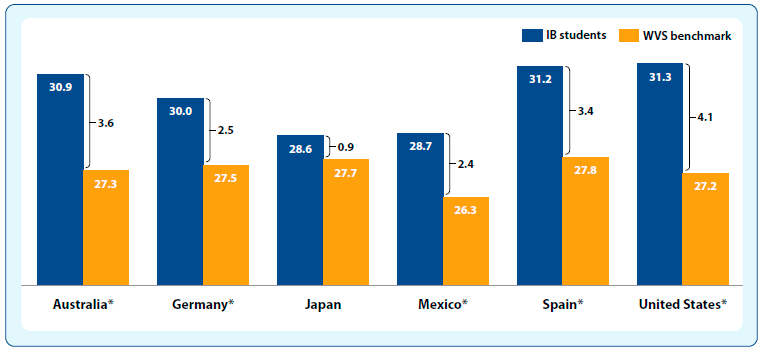 IB students WVS benchmark
30.9 27.3 3.6
30.0 27.5 2.5
28.6 27.7 0.9
28.7 26.3 2.4
31.2 27.8 3.4
31.3 27.2 4.1
Australia* Germany* Japan Mexico* Spain* United States*